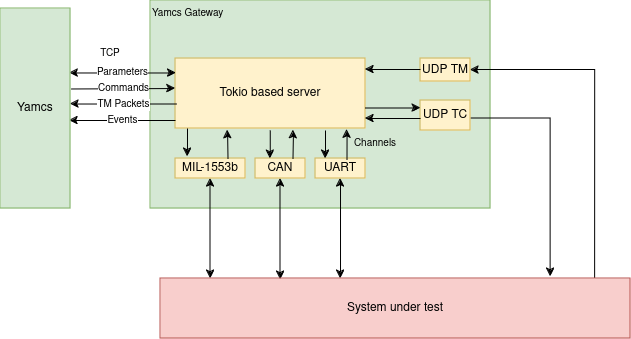 Yamcs Gateway
TCP
Parameters
Commands
TM Packets
Events
Yamcs
Tokio based server
UDP TM
UDP TC
Channels
MIL-1553b
CAN
UART
System under test